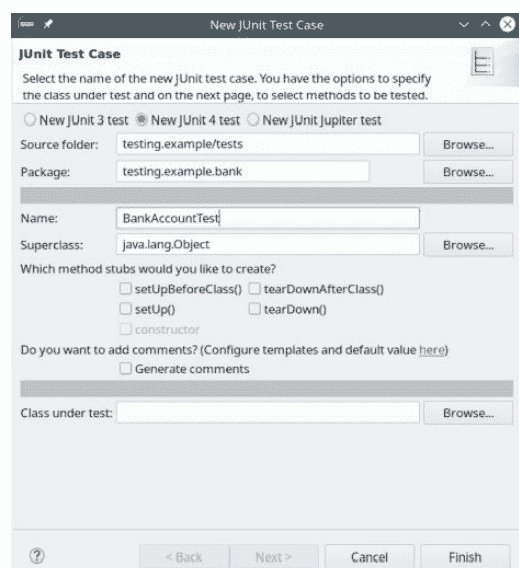 New JUnit Test Case
JUnit Test Case
Select the name of the new JUnit test case. You have the options to specify
the class under test and on the next page, to select methods to be tested.
New JUnit 3 test New JUnit 4 test New JUnit Jupiter test
Source folder: testing.example/tests Browse...
Package: testing.example.bank Browse...
Name: BankAccountTest
Superclass: java.lang.Object Browse...
Which method stubs would you like to create?
setUpBeforeClass() tearDownAfterClass()
setUp() tearDown()
constructor
Do you want to add comments? (Configure templates and default value here)
Generate comments
Class under test: Browse...
? < Back Next > Cancel Finish